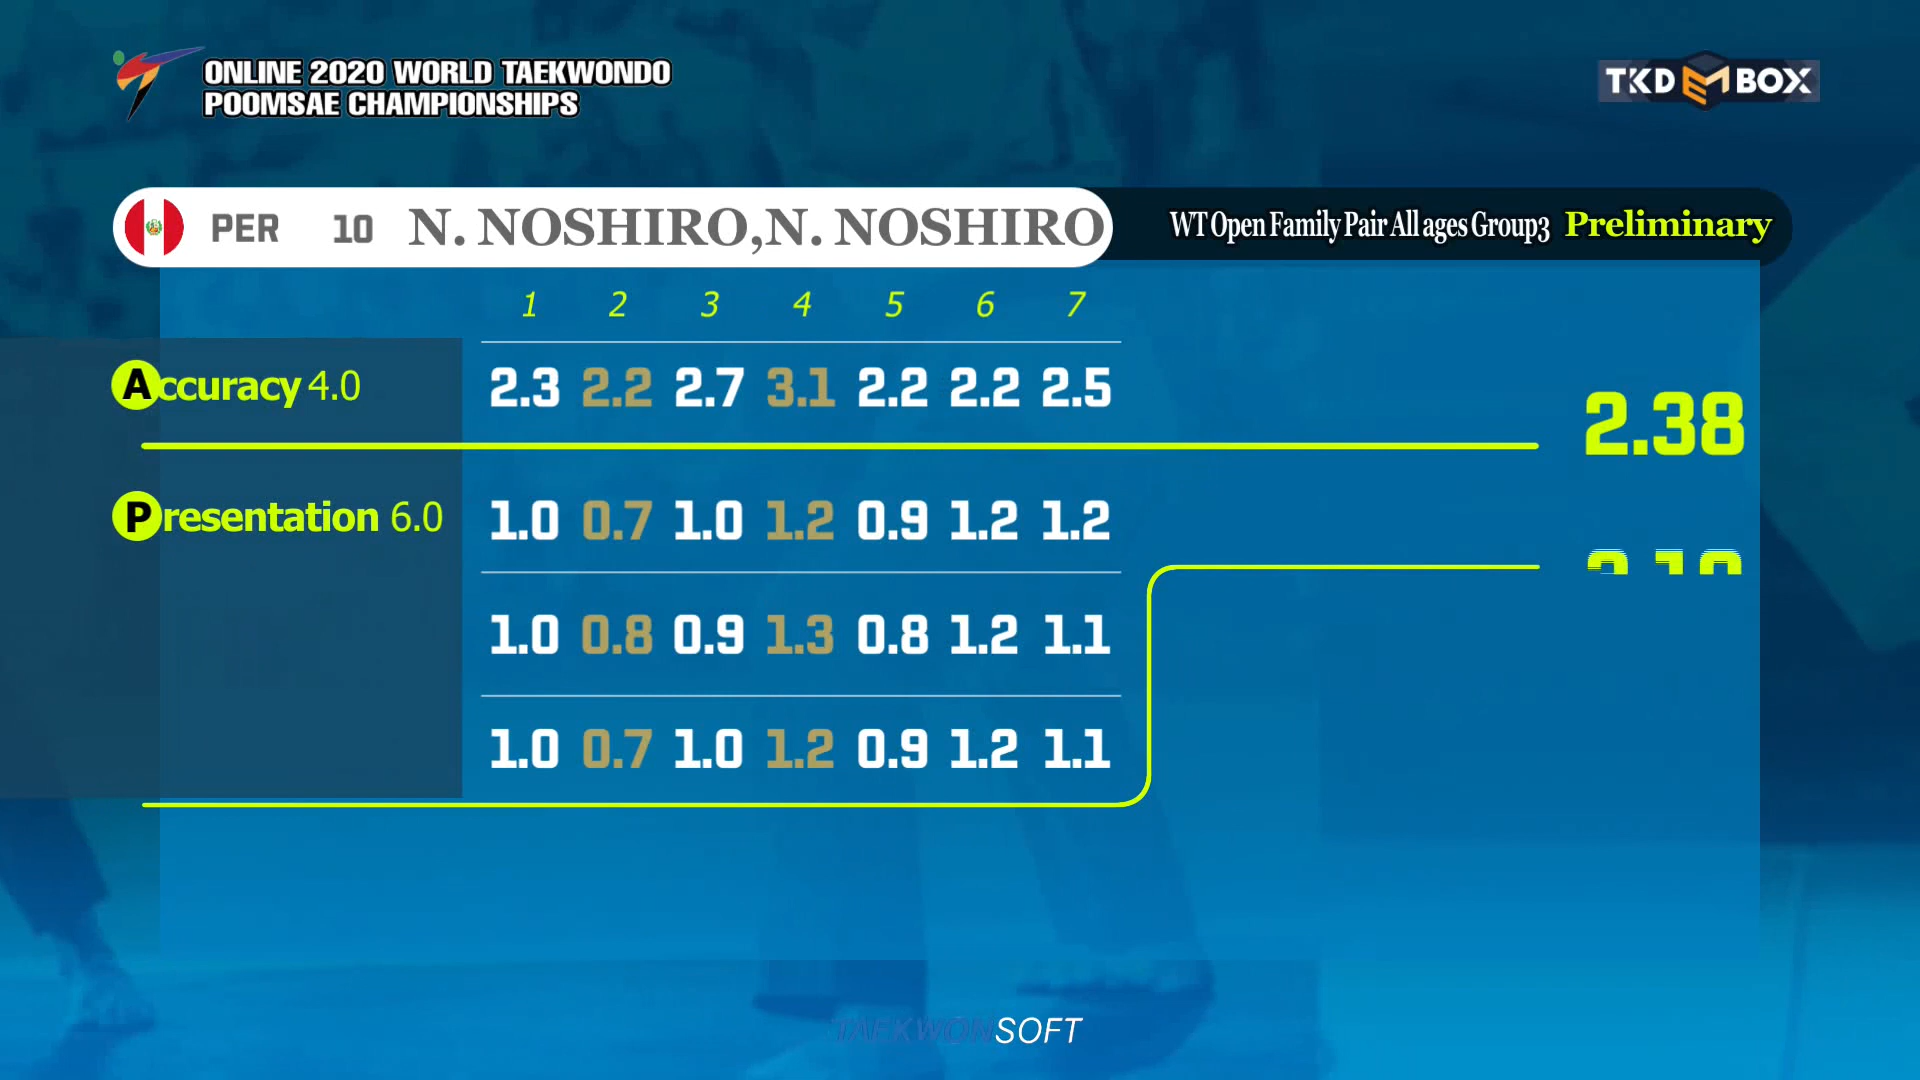 ONLINE 2020 WORLD TAEKWONDO
POOMSAE CHAMPIONSHIPS
TKD BOX
PER 10 N. NOSHIRO,N. NOSHIRO
WT Open Family Pair All ages Group3 Preliminary
1 2 3 4 5 6 7
Accuracy 4.0 2.3 2.2 2.7 3.1 2.2 2.2 2.5
2.38
Presentation 6.0 1.0 0.7 1.0 1.2 0.9 1.2 1.2
1.0 0.8 0.9 1.3 0.8 1.2 1.1
1.0 0.7 1.0 1.2 0.9 1.2 1.1
TAEKWONSOFT